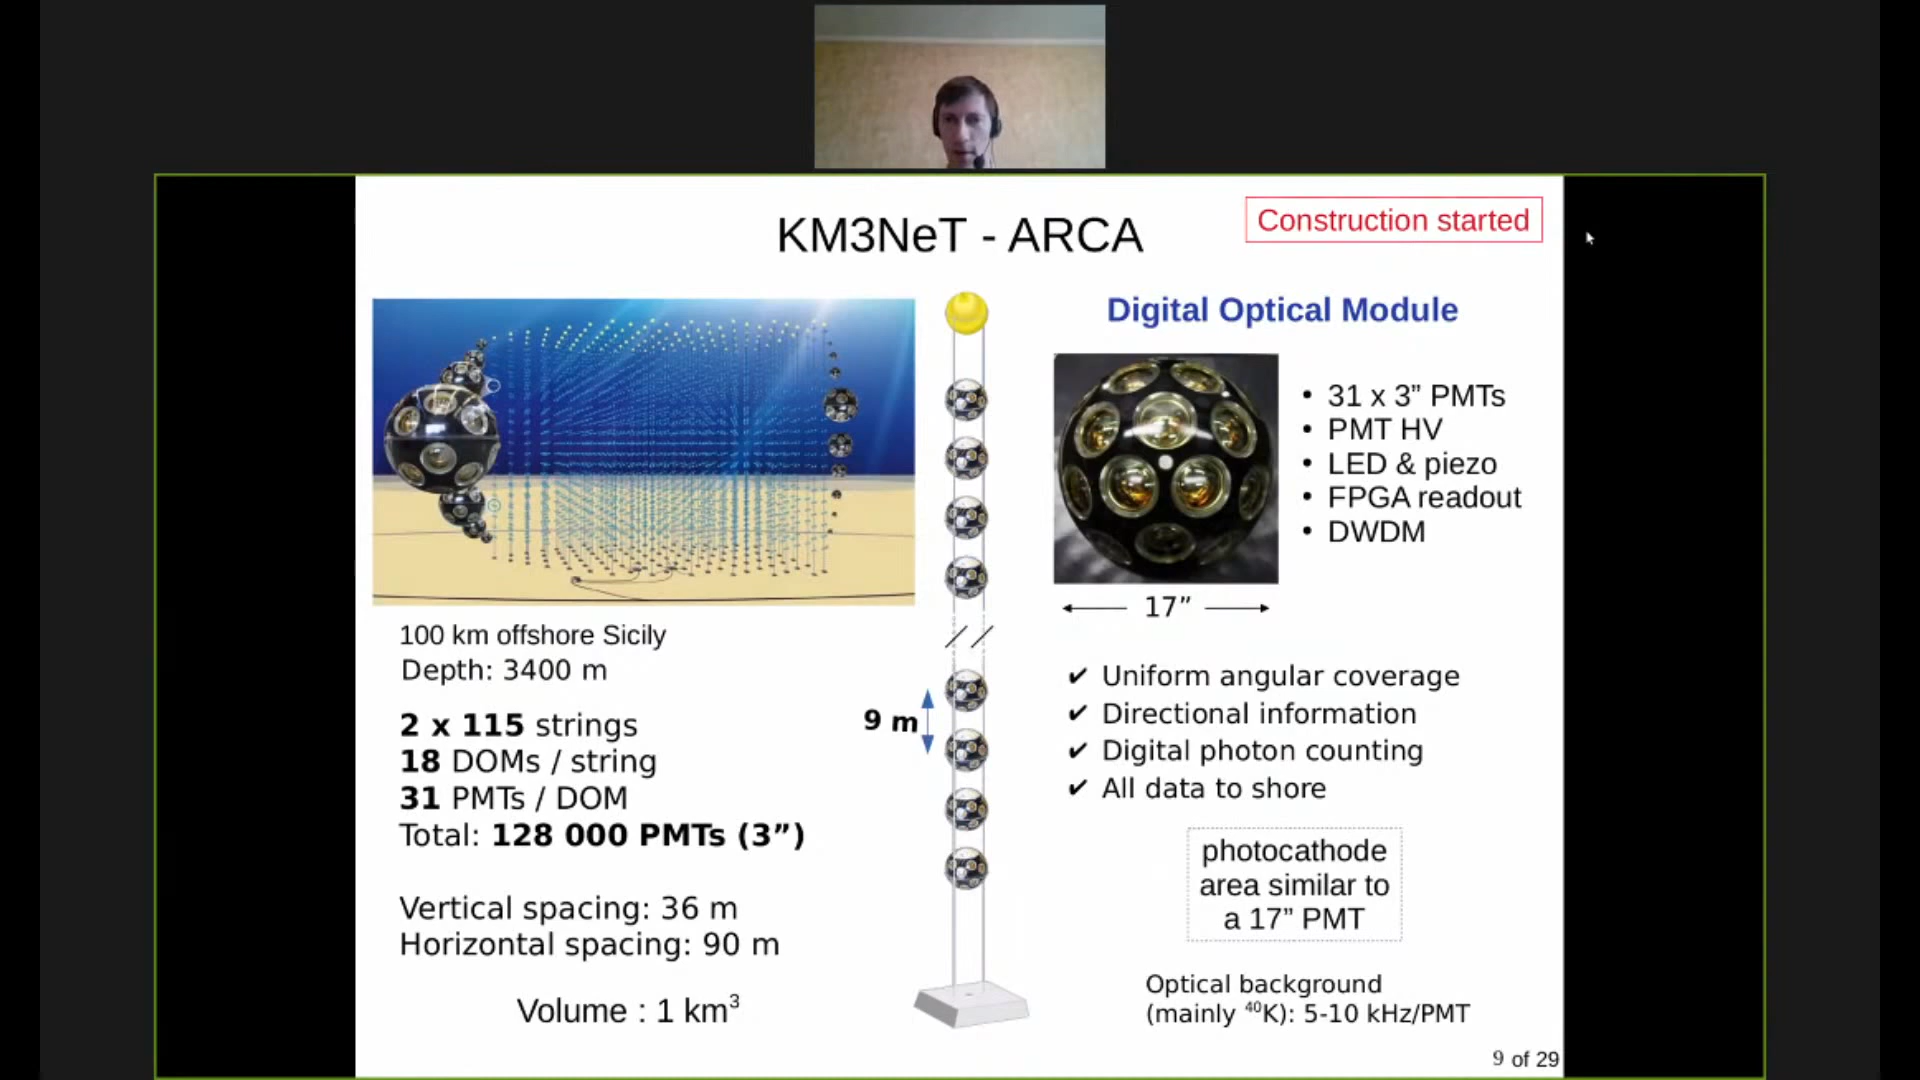 KM3NeT - ARCA
Construction started
100 km offshore Sicily
Depth: 3400 m
2 x 115 strings
18 DOMs / string
31 PMTs / DOM
Total: 128 000 PMTs (3”)
Vertical spacing: 36 m
Horizontal spacing: 90 m
Volume : 1 km³
9 m
Digital Optical Module
• 31 x 3” PMTs
• PMT HV
• LED & piezo
• FPGA readout
• DWDM
17”
✔ Uniform angular coverage
✔ Directional information
✔ Digital photon counting
✔ All data to shore
photocathode
area similar to
a 17” PMT
Optical background
(mainly ⁴⁰K): 5-10 kHz/PMT
9 of 29